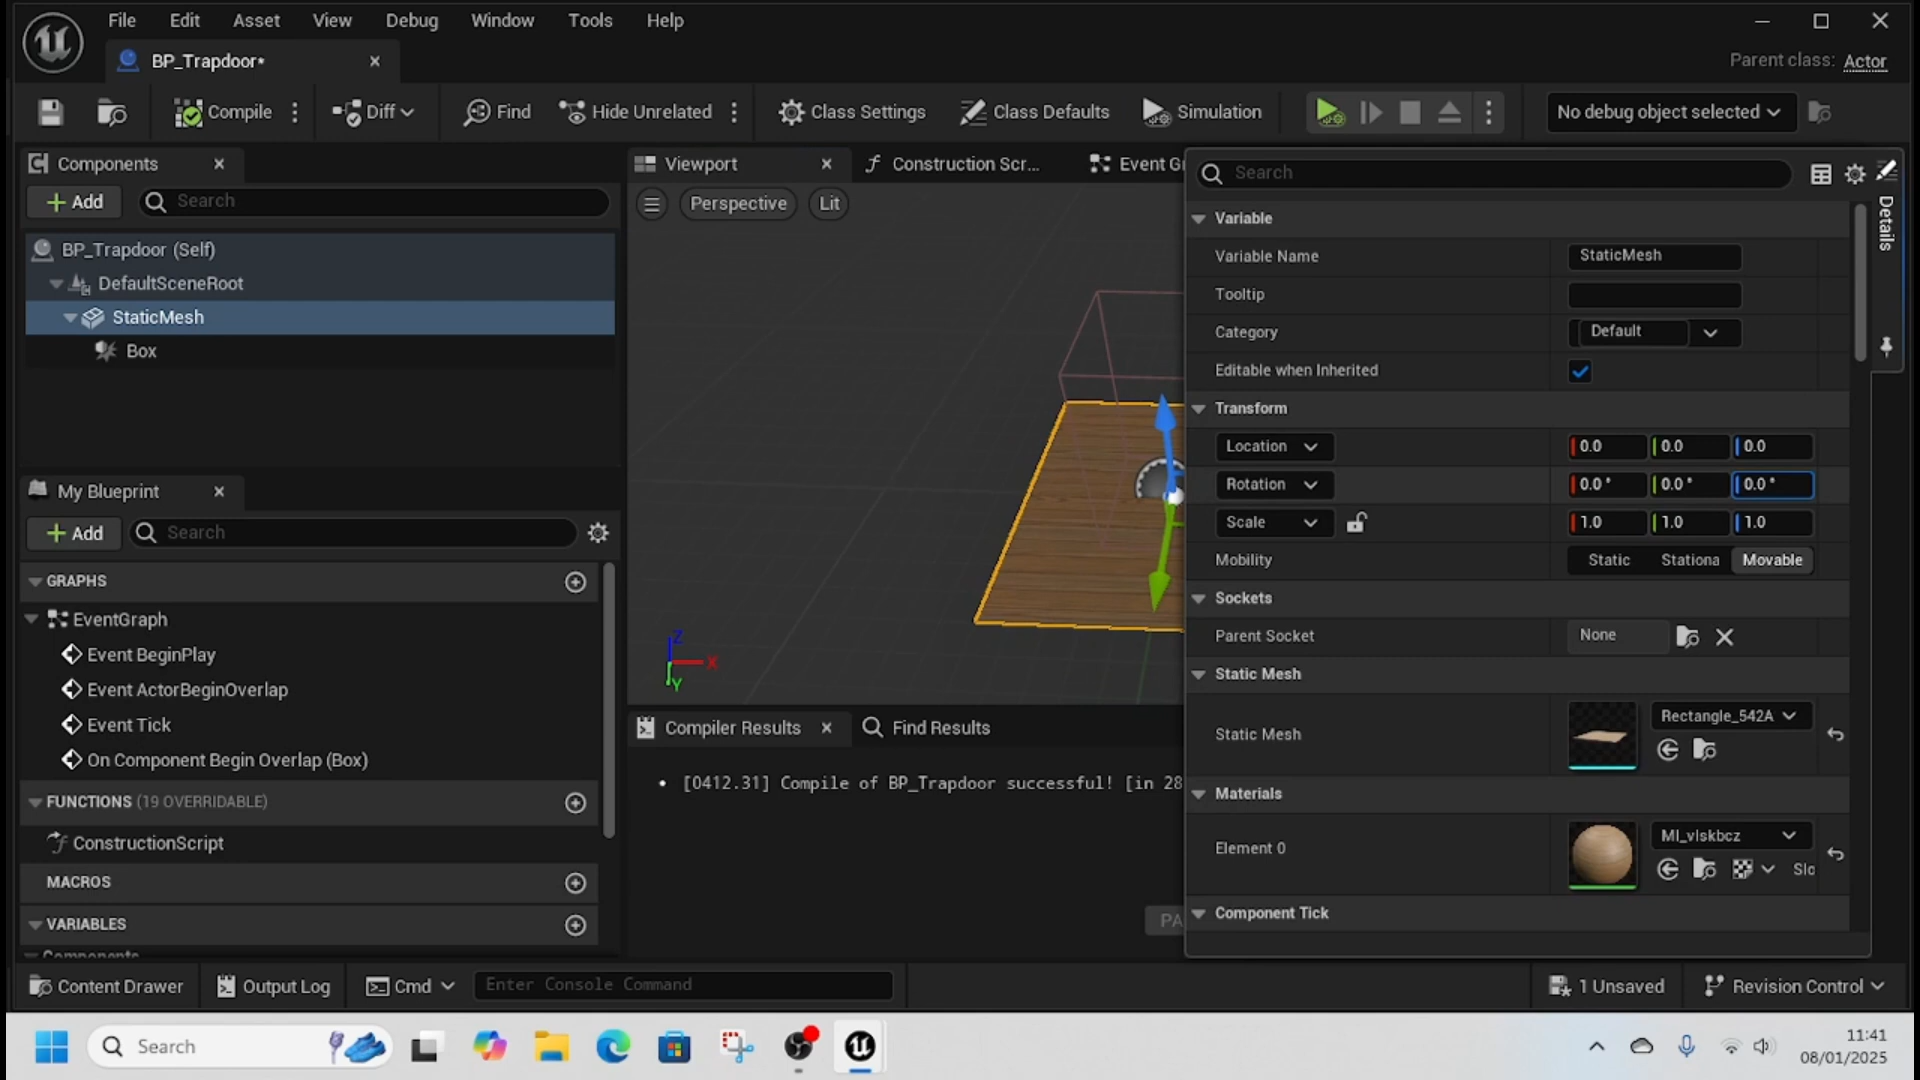 File Edit Asset View Debug Window Tools Help
BP_Trapdoor*
Parent class: Actor
Compile Diff Find Hide Unrelated Class Settings Class Defaults Simulation No debug object selected
Components
Add Search
BP_Trapdoor (Self)
DefaultSceneRoot
StaticMesh
Box
My Blueprint
Add Search
GRAPHS
EventGraph
Event BeginPlay
Event ActorBeginOverlap
Event Tick
On Component Begin Overlap (Box)
FUNCTIONS (19 OVERRIDABLE)
ConstructionScript
MACROS
VARIABLES
Components
Viewport Construction Scr... Event Gr
Perspective Lit
Z
X
Y
Compiler Results Find Results
• [0412.31] Compile of BP_Trapdoor successful! [in 28
PA
Search
Details
Variable
Variable Name StaticMesh
Tooltip
Category Default
Editable when Inherited
Transform
Location 0.0 0.0 0.0
Rotation 0.0° 0.0° 0.0°
Scale 1.0 1.0 1.0
Mobility Static Stationa Movable
Sockets
Parent Socket None
Static Mesh
Static Mesh Rectangle_542A
Materials
Element 0 MI_vlskbcz
Slo
Component Tick
Content Drawer Output Log Cmd Enter Console Command 1 Unsaved Revision Control
Search
11:41
08/01/2025